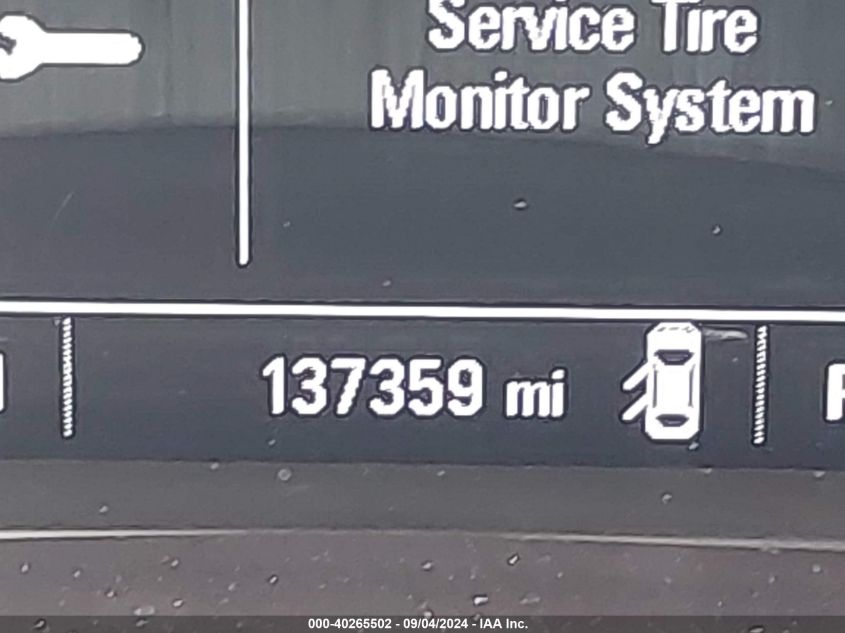 Service Tire
Monitor System
137359 mi
000-40265502 - 09/04/2024 - IAA Inc.